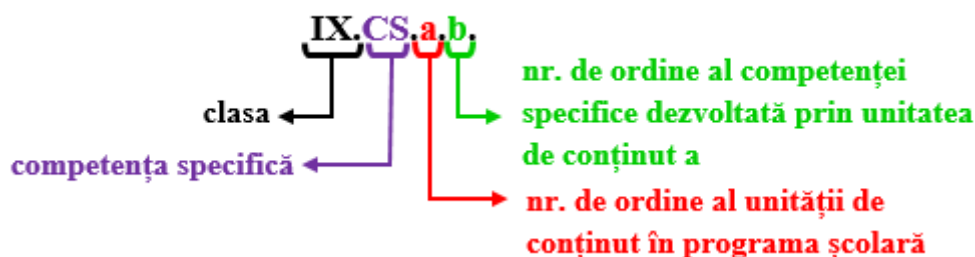 IX.CS.a.b.
nr. de ordine al competenței
clasa
specifice dezvoltată prin unitatea
de conținut a
competența specifică
nr. de ordine al unității de
conținut în programa școlară